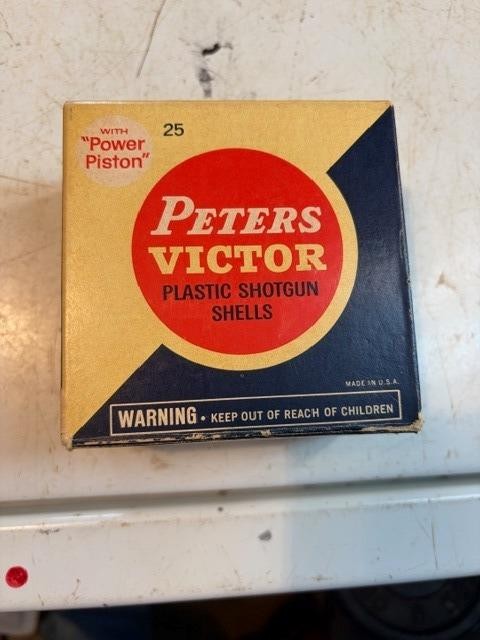 WITH
"Power
Piston"
25
PETERS
VICTOR
PLASTIC SHOTGUN
SHELLS
MADE IN U.S.A.
WARNING • KEEP OUT OF REACH OF CHILDREN